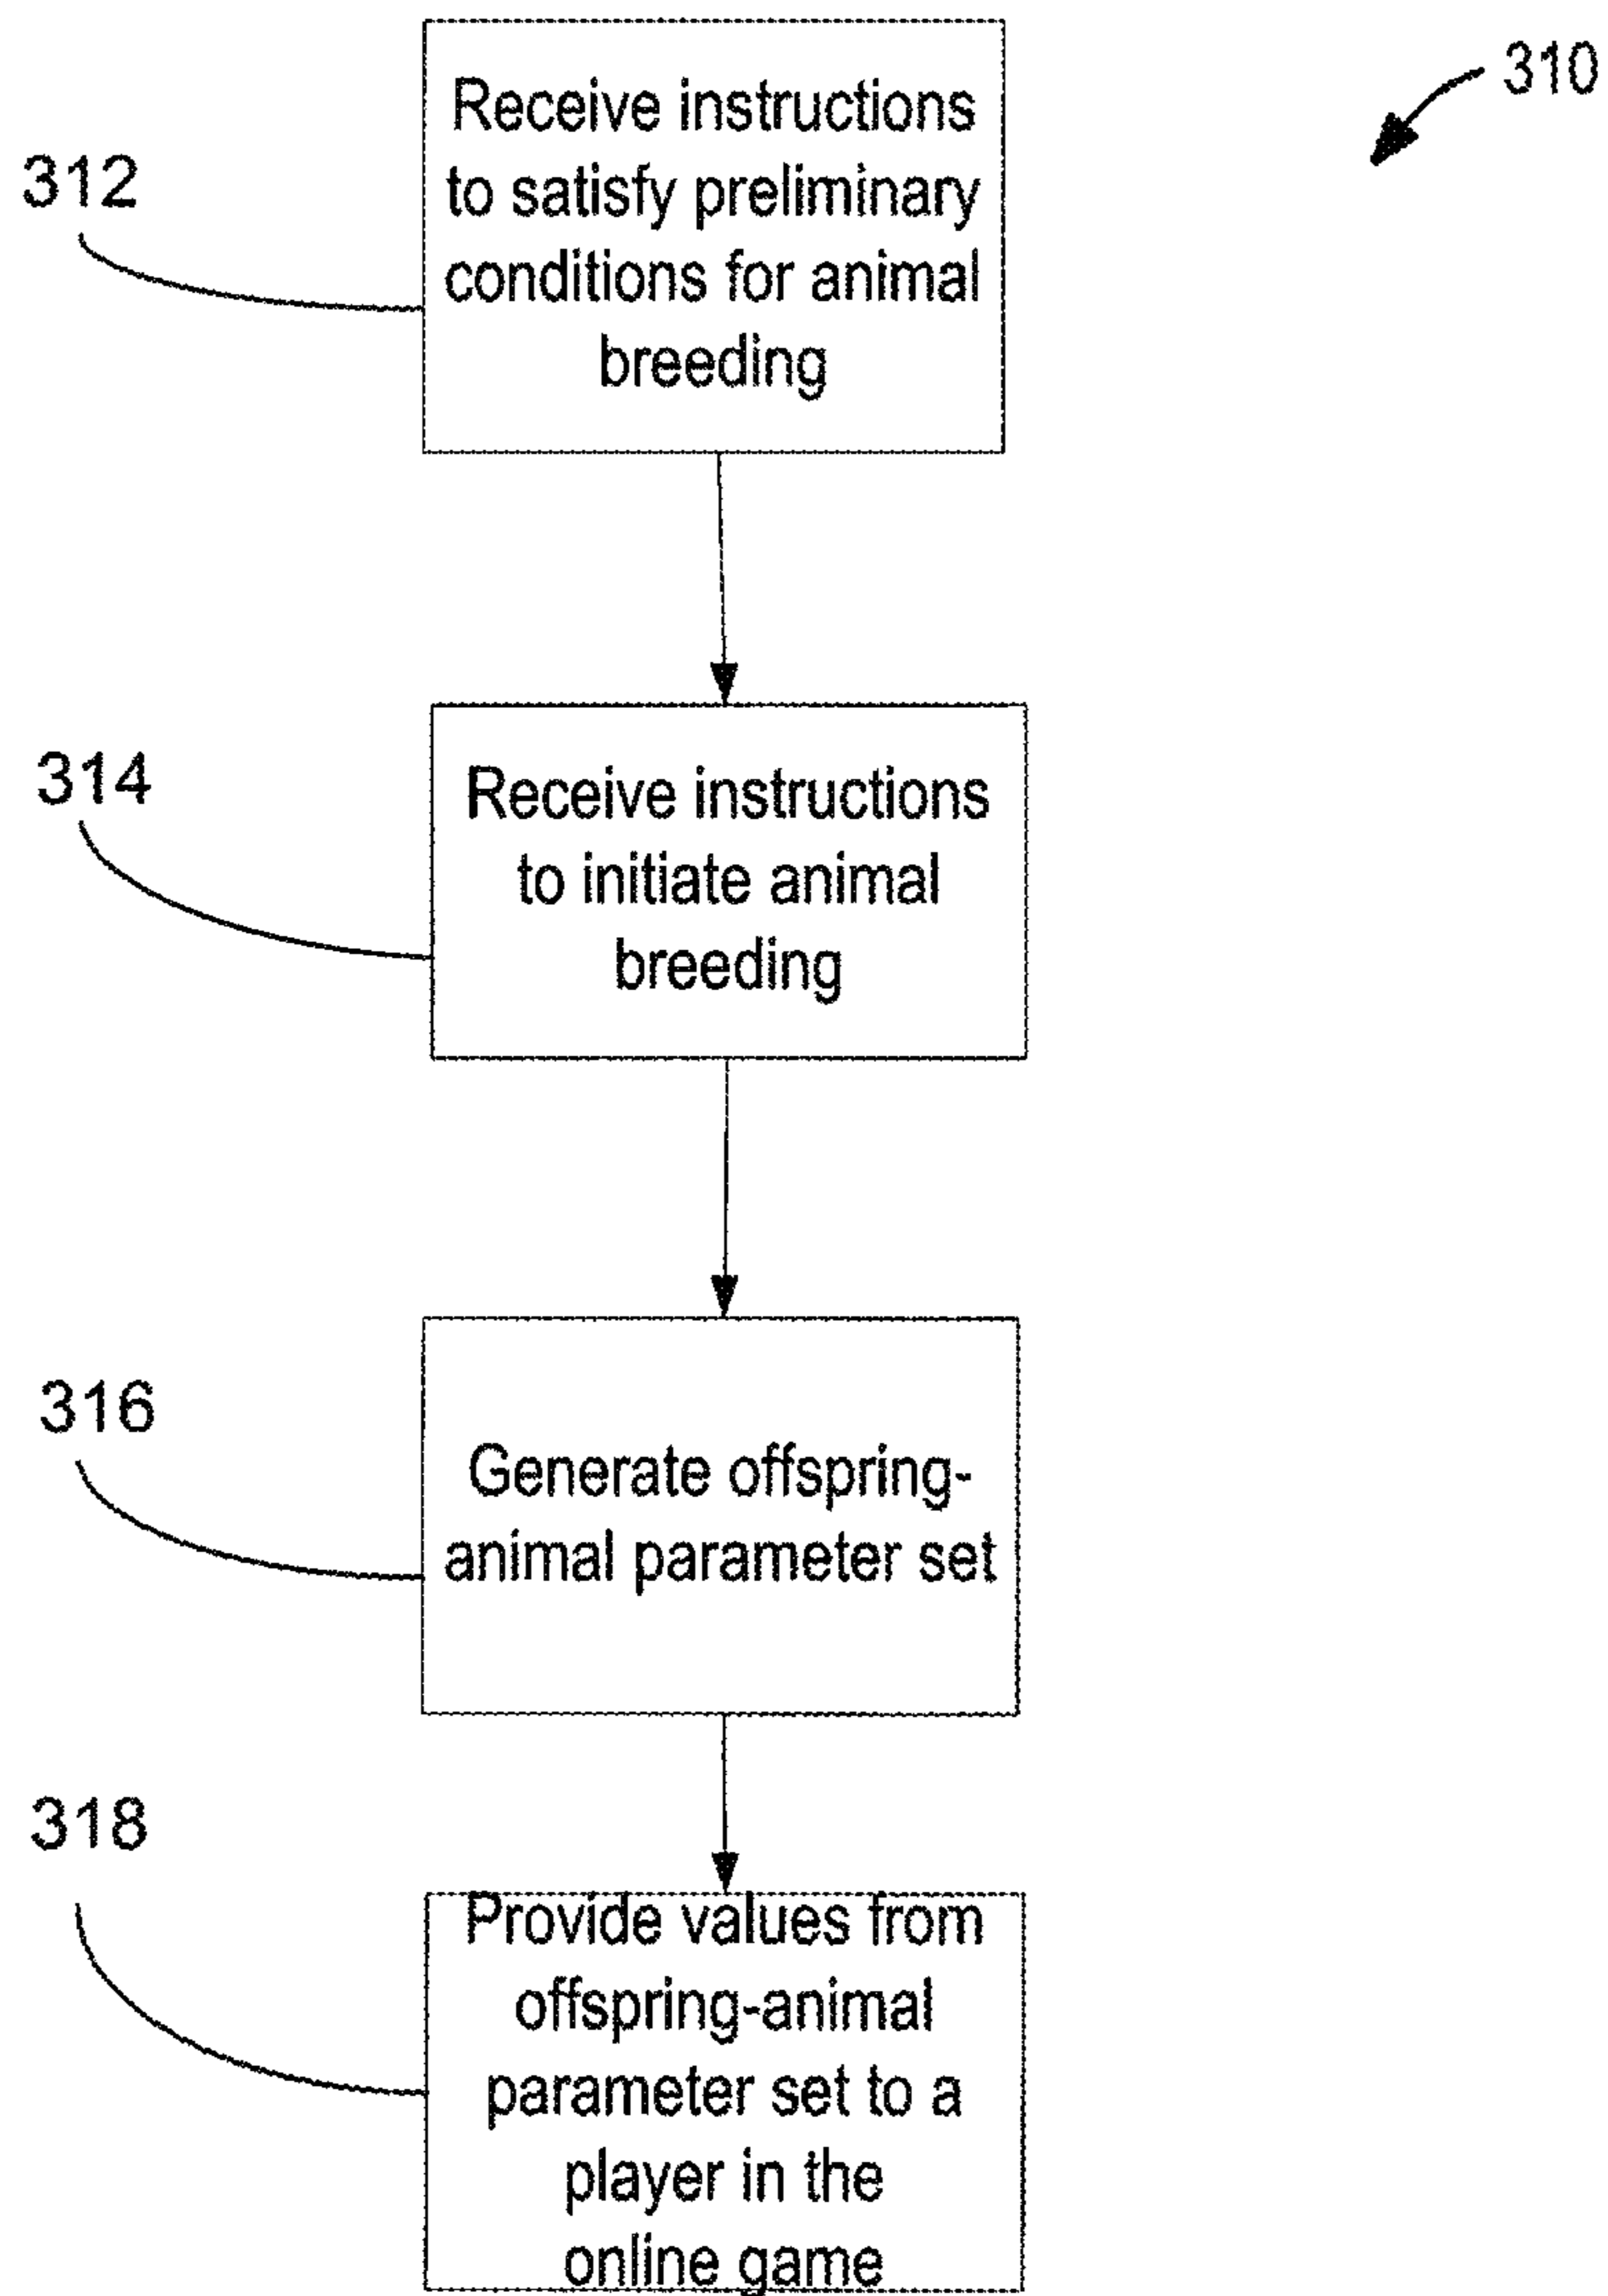 310
312
Receive instructions
to satisfy preliminary
conditions for animal
breeding
314
Receive instructions
to initiate animal
breeding
316
Generate offspring-
animal parameter set
318
Provide values from
offspring-animal
parameter set to a
player in the
online game